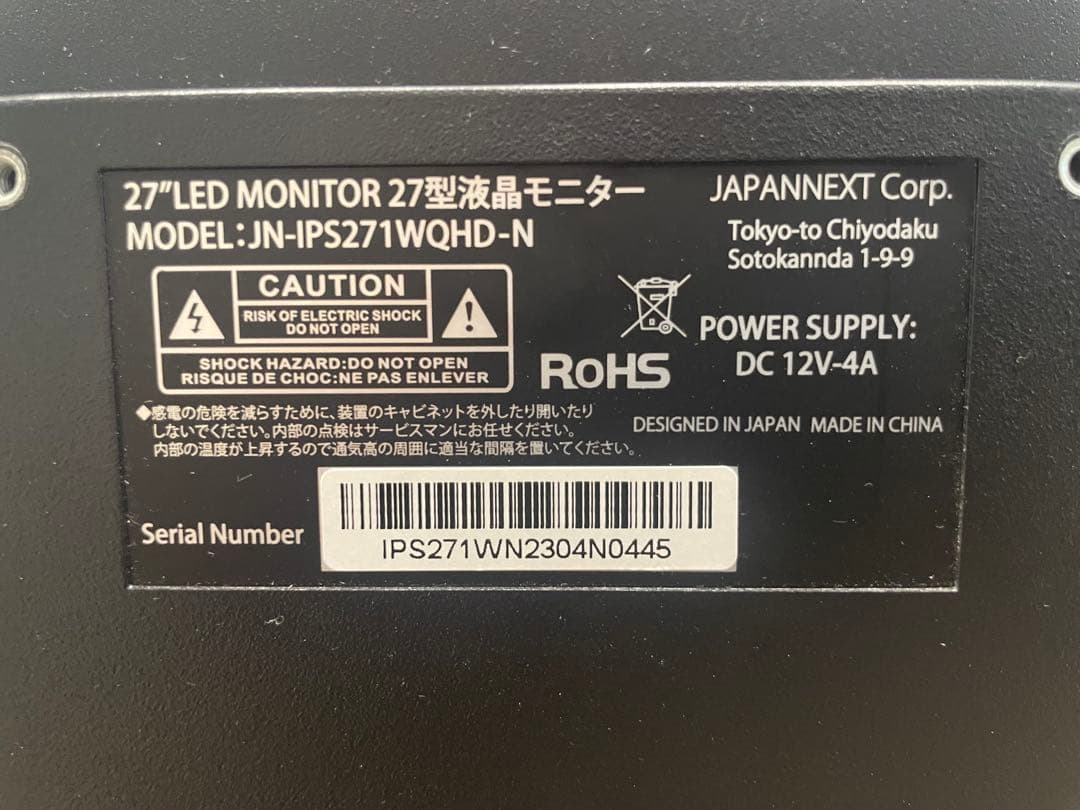 27"LED MONITOR 27型液晶モニター
MODEL:JN-IPS271WQHD-N
JAPANNEXT Corp.
Tokyo-to Chiyodaku
Sotokannda 1-9-9
CAUTION
RISK OF ELECTRIC SHOCK
DO NOT OPEN
SHOCK HAZARD:DO NOT OPEN
RISQUE DE CHOC:NE PAS ENLEVER
RoHS
POWER SUPPLY:
DC 12V-4A
◆感電の危険を減らすために、装置のキャビネットを外したり開いたり
しないでください。内部の点検はサービスマンにお任せください。
内部の温度が上昇するので通気高の周囲に適当な間隔を置いてください。
DESIGNED IN JAPAN MADE IN CHINA
Serial Number
IPS271WN2304N0445